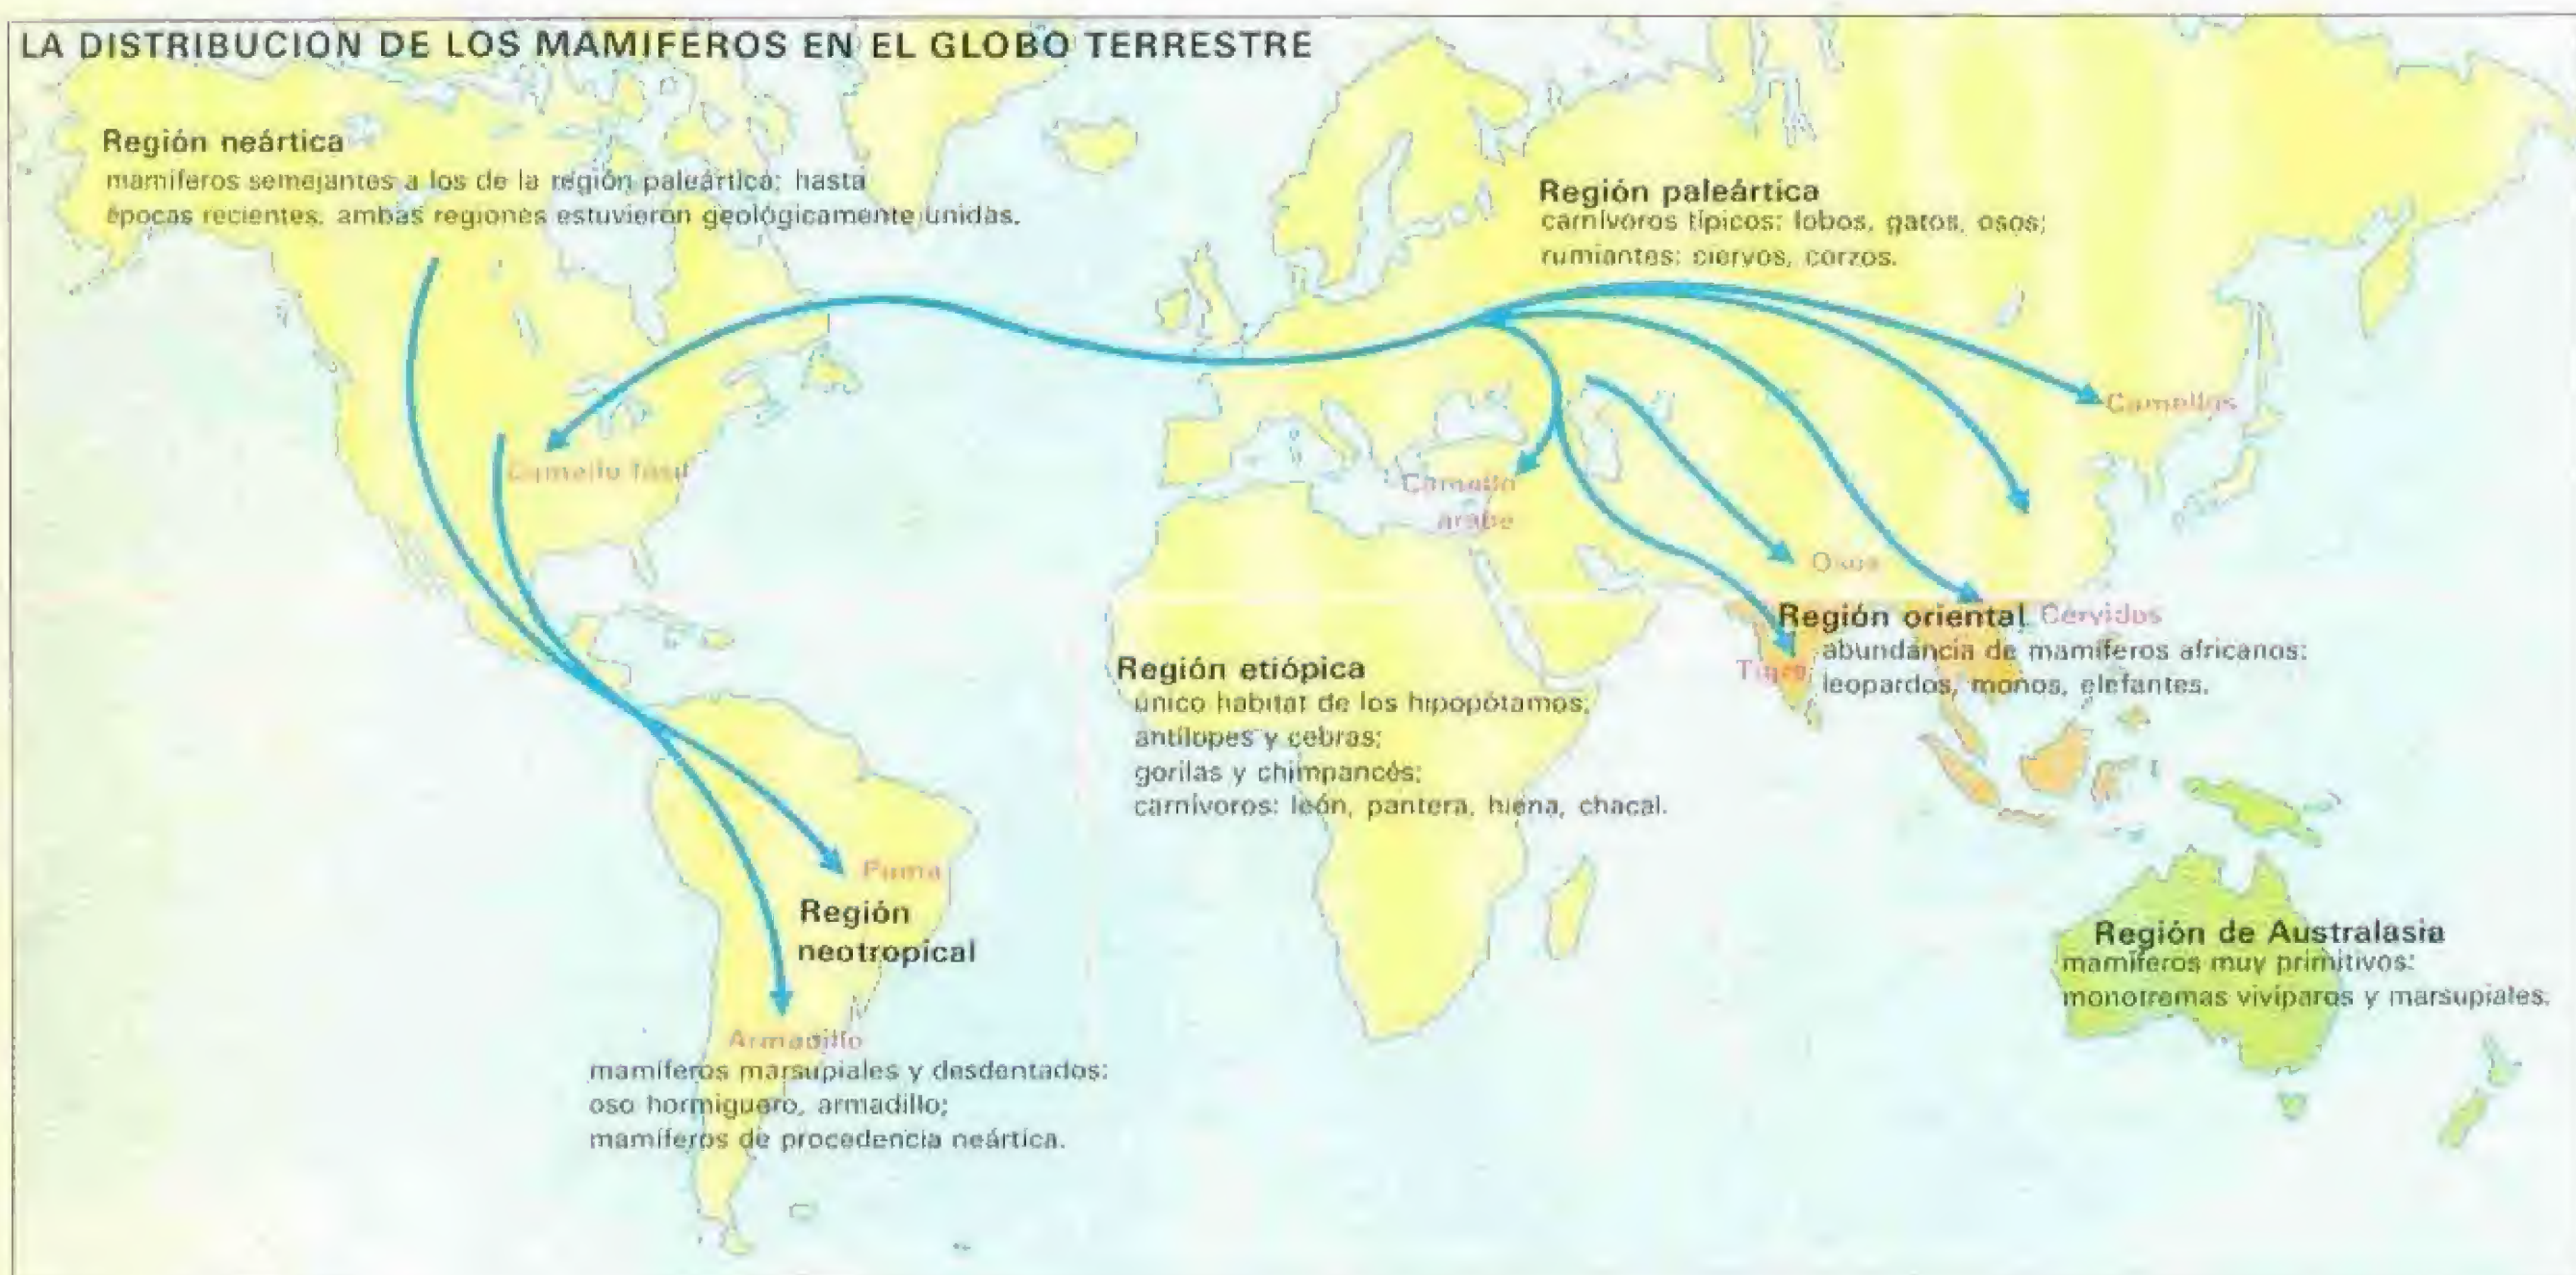 LA DISTRIBUCION DE LOS MAMIFEROS EN EL GLOBO TERRESTRE
Región neártica
mamíferos semejantes a los de la región paleártica; hasta
épocas recientes, ambas regiones estuvieron geológicamente unidas.
Región paleártica
carnívoros típicos: lobos, gatos, osos;
rumiantes: ciervos, corzos.
Camellos
Camello fósil
Camello
árabe
Osos
Región oriental
Cérvidos
abundancia de mamíferos africanos:
leopardos, monos, elefantes.
Tigre
Región etiópica
único habitat de los hipopótamos;
antílopes y cebras;
gorilas y chimpancés;
carnívoros: león, pantera, hiena, chacal.
Puma
Región
neotropical
Armadillo
mamíferos marsupiales y desdentados:
oso hormiguero, armadillo;
mamíferos de procedencia neártica.
Región de Australasia
mamíferos muy primitivos:
monotremas vivíparos y marsupiales.